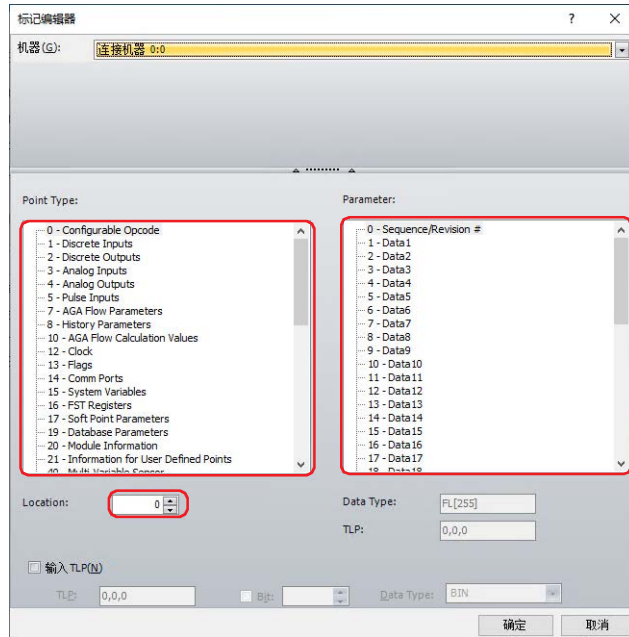 标记编辑器
机器(G):
连接机器 0:0
Point Type:
Parameter:
0 - Configurable Opcode
1 - Discrete Inputs
2 - Discrete Outputs
3 - Analog Inputs
4 - Analog Outputs
5 - Pulse Inputs
7 - AGA Flow Parameters
8 - History Parameters
10 - AGA Flow Calculation Values
12 - Clock
13 - Flags
14 - Comm Ports
15 - System Variables
16 - FST Registers
17 - Soft Point Parameters
19 - Database Parameters
20 - Module Information
21 - Information for User Defined Points
40 - Multi Variable Sensor
0 - Sequence/Revision #
1 - Data1
2 - Data2
3 - Data3
4 - Data4
5 - Data5
6 - Data6
7 - Data7
8 - Data8
9 - Data9
10 - Data10
11 - Data11
12 - Data12
13 - Data13
14 - Data14
15 - Data15
16 - Data16
17 - Data17
18 - Data18
Location:
0
Data Type:
FL[255]
TLP:
0,0,0
输入 TLP(N)
TLP:
0,0,0
Bit:
Data Type:
BIN
确定
取消